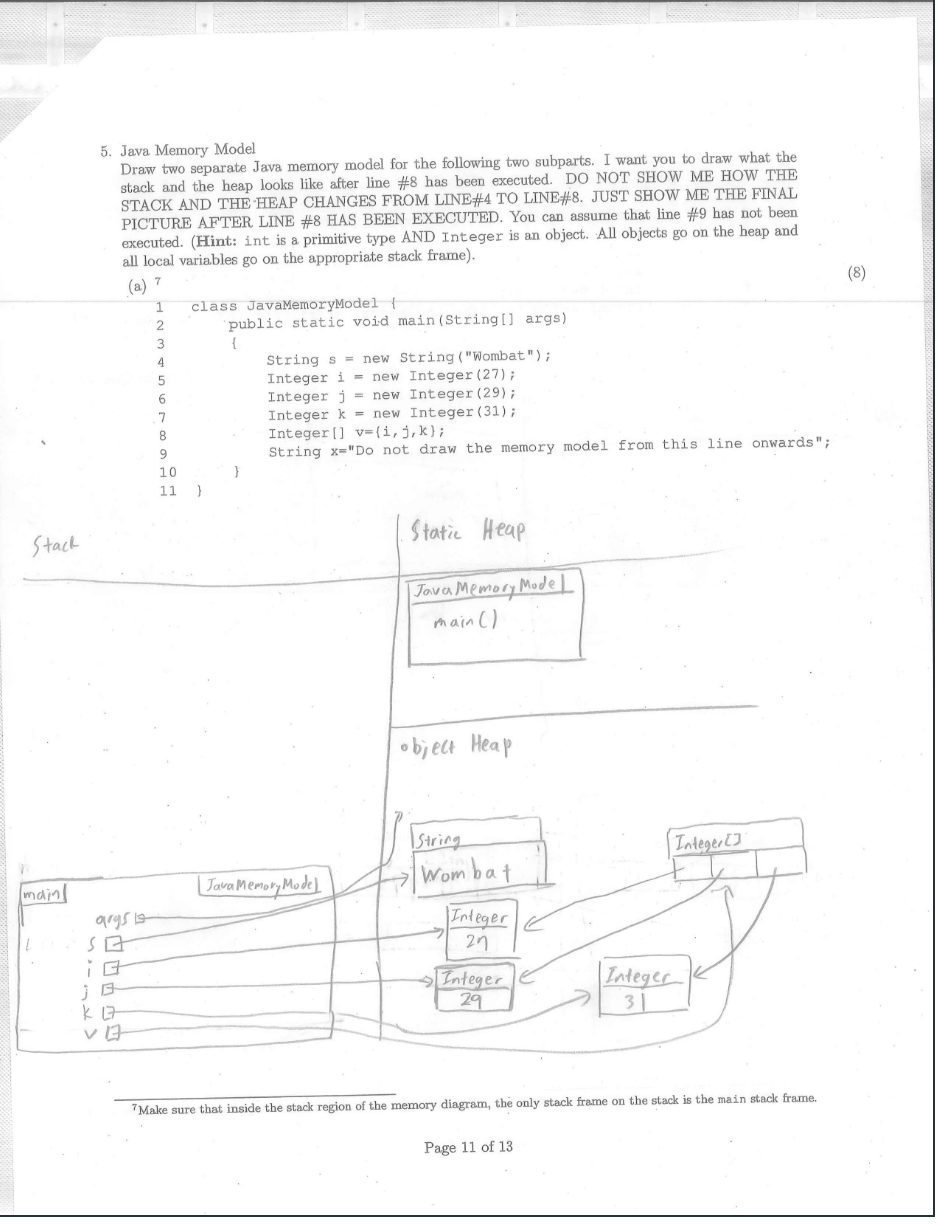 5. Java Memory Model
Draw two separate Java memory model for the following two subparts. I want you to draw what the
stack and the heap looks like after line #8 has been executed. DO NOT SHOW ME HOW THE
STACK AND THE HEAP CHANGES FROM LINE#4 TO LINE#8. JUST SHOW ME THE FINAL
PICTURE AFTER LINE #8 HAS BEEN EXECUTED. You can assume that line #9 has not been
executed. (Hint: int is a primitive type AND Integer is an object. All objects go on the heap and
all local variables go on the appropriate stack frame).
(a) 7
(8)
1 class JavaMemoryModel {
2 public static void main(String[] args)
3 {
4 String s = new String("Wombat");
5 Integer i = new Integer(27);
6 Integer j = new Integer(29);
7 Integer k = new Integer(31);
8 Integer[] v={i,j,k};
9 String x="Do not draw the memory model from this line onwards";
10 }
11 }
Stack
Static Heap
JavaMemoryModel
main()
object Heap
String
Wombat
Integer[]
main
JavaMemoryModel
args
s
i
j
k
v
Integer
27
Integer
29
Integer
31
7Make sure that inside the stack region of the memory diagram, the only stack frame on the stack is the main stack frame.
Page 11 of 13